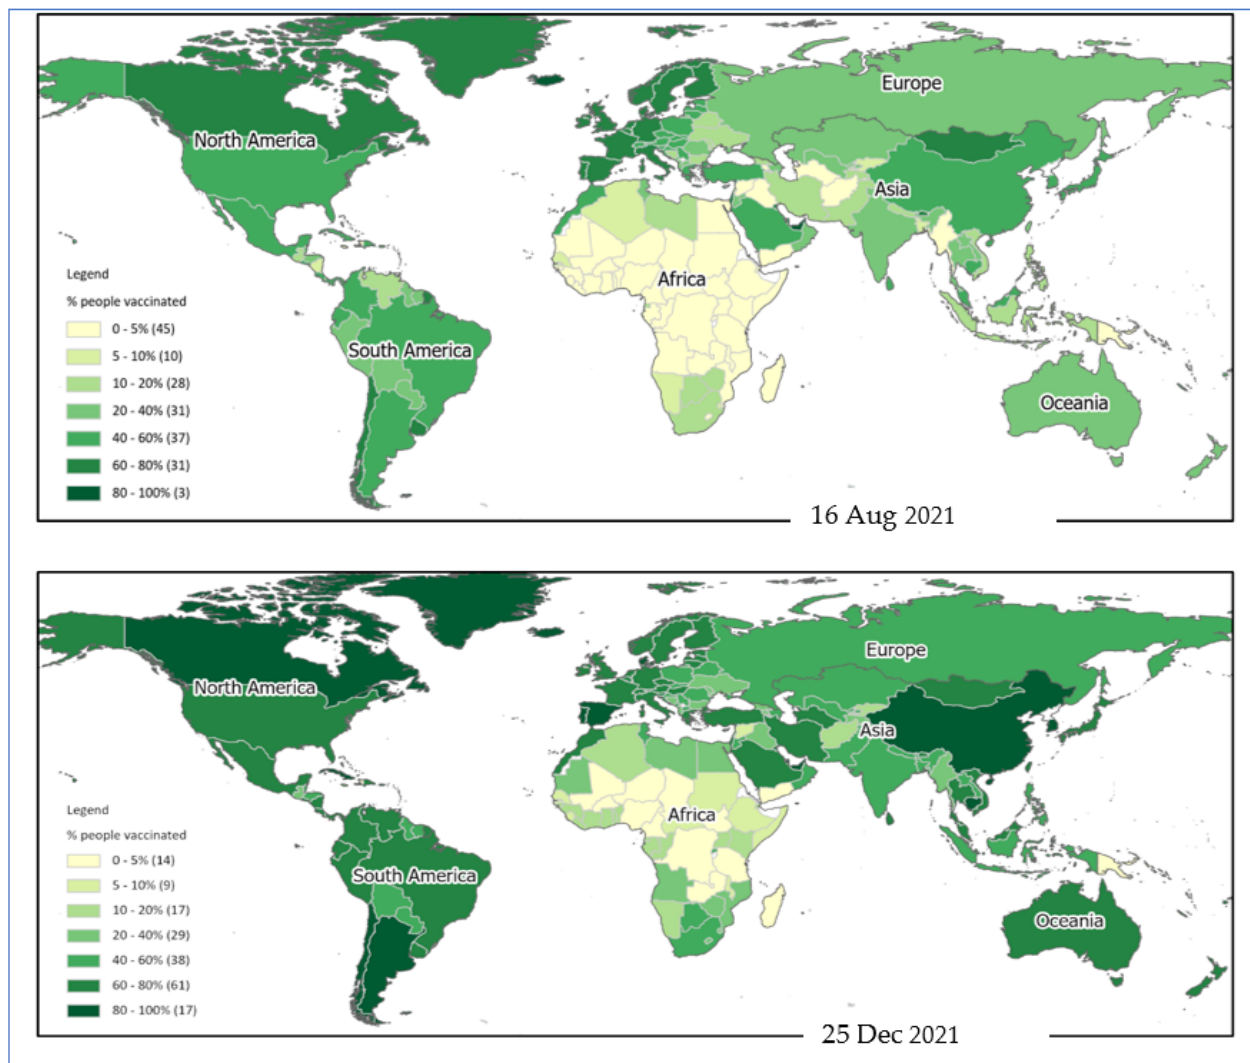 Europe
North America
Asia
Africa
South America
Oceania
Legend
% people vaccinated
0 - 5% (45)
5 - 10% (10)
10 - 20% (28)
20 - 40% (31)
40 - 60% (37)
60 - 80% (31)
80 - 100% (3)
16 Aug 2021
Europe
North America
Asia
Africa
South America
Oceania
Legend
% people vaccinated
0 - 5% (14)
5 - 10% (9)
10 - 20% (17)
20 - 40% (29)
40 - 60% (38)
60 - 80% (61)
80 - 100% (17)
25 Dec 2021